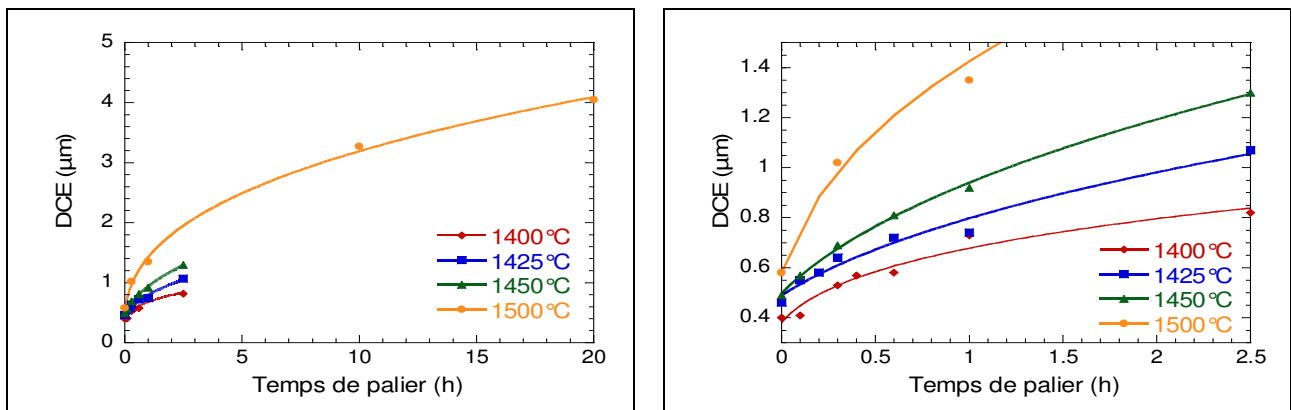 5
4
3
2
1
0
DCE (µm)
1400°C
1425°C
1450°C
1500°C
0
5
10
15
20
Temps de palier (h)
1.4
1.2
1
0.8
0.6
0.4
DCE (µm)
1400°C
1425°C
1450°C
1500°C
0
0.5
1
1.5
2
2.5
Temps de palier (h)